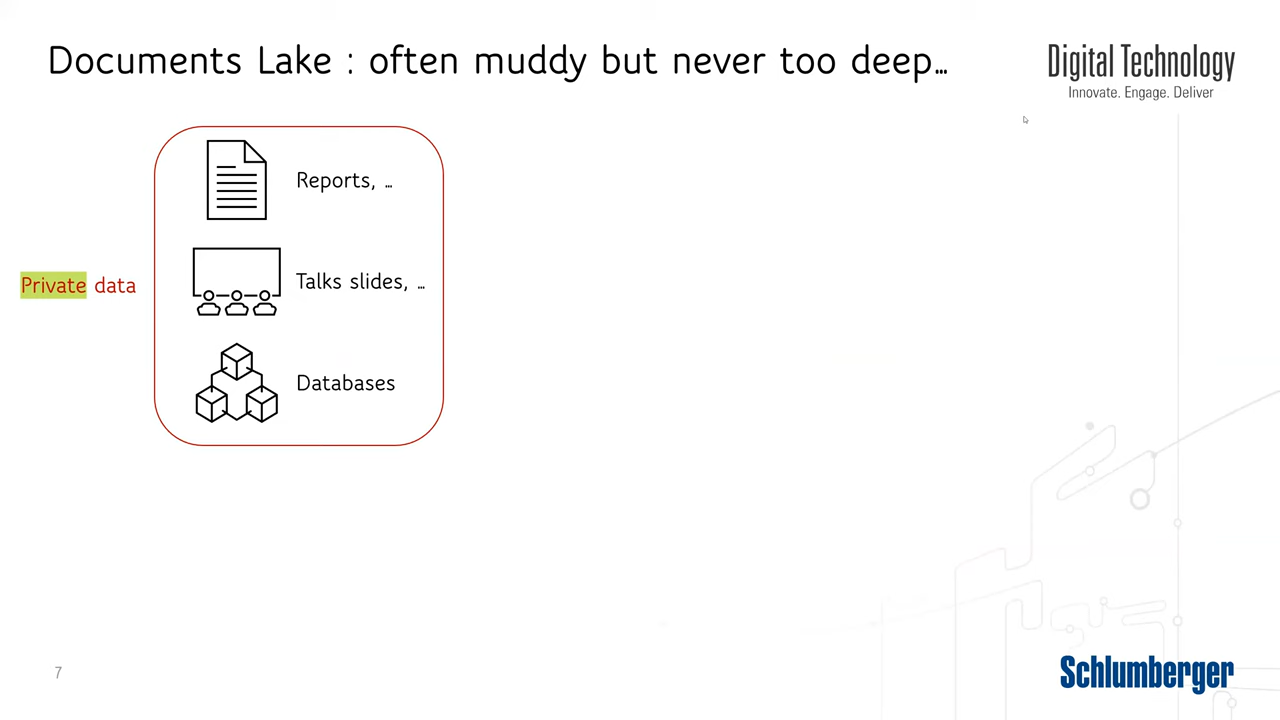 Documents Lake : often muddy but never too deep…
Digital Technology
Innovate. Engage. Deliver
Reports, …
Talks slides, …
Private data
Databases
7
Schlumberger